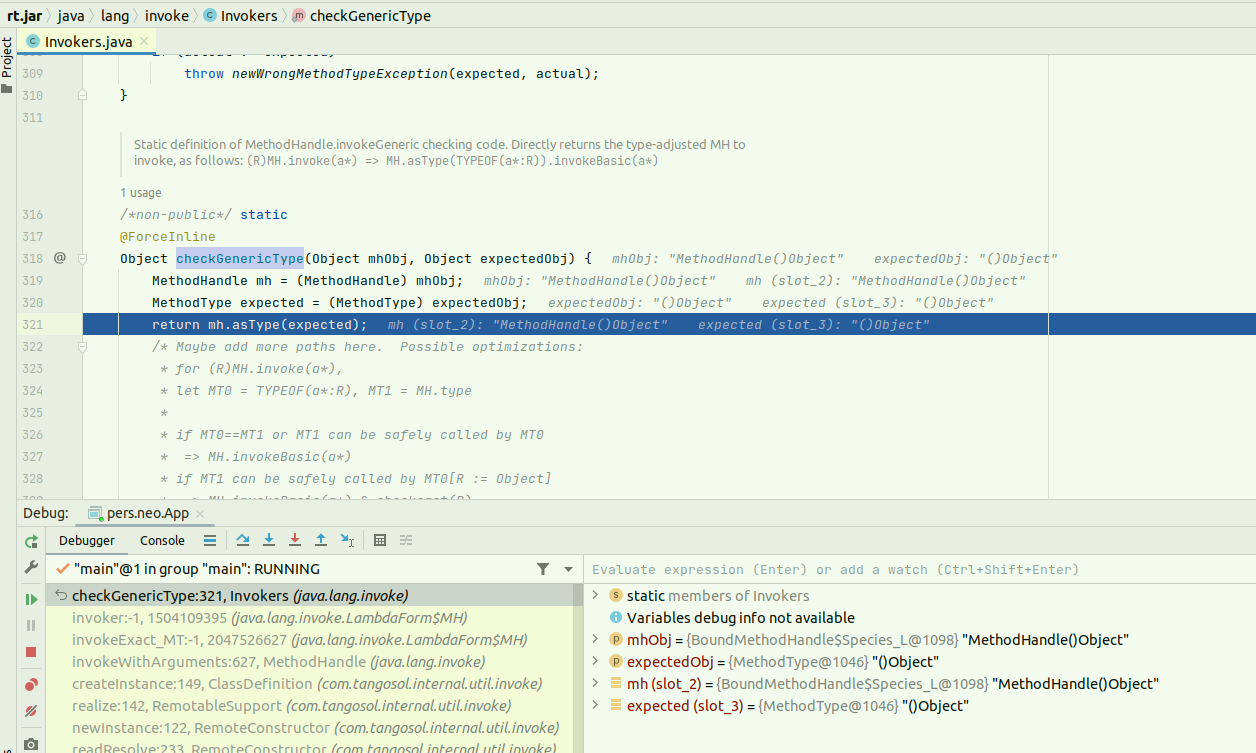 rt.jar java lang invoke Invokers checkGenericType
Project
Invokers.java
309 throw newWrongMethodTypeException(expected, actual);
310 }
311
Static definition of MethodHandle.invokeGeneric checking code. Directly returns the type-adjusted MH to
invoke, as follows: (R)MH.invoke(a*) => MH.asType(TYPEOF(a*:R)).invokeBasic(a*)
1 usage
316 /*non-public*/ static
317 @ForceInline
318 @ Object checkGenericType(Object mhObj, Object expectedObj) { mhObj: "MethodHandle()Object" expectedObj: "()Object"
319 MethodHandle mh = (MethodHandle) mhObj; mhObj: "MethodHandle()Object" mh (slot_2): "MethodHandle()Object"
320 MethodType expected = (MethodType) expectedObj; expectedObj: "()Object" expected (slot_3): "()Object"
321 return mh.asType(expected); mh (slot_2): "MethodHandle()Object" expected (slot_3): "()Object"
322 /* Maybe add more paths here. Possible optimizations:
323 * for (R)MH.invoke(a*),
324 * let MT0 = TYPEOF(a*:R), MT1 = MH.type
325 *
326 * if MT0==MT1 or MT1 can be safely called by MT0
327 * => MH.invokeBasic(a*)
328 * if MT1 can be safely called by MT0[R := Object]
Debug: pers.neo.App
Debugger Console
"main"@1 in group "main": RUNNING
checkGenericType:321, Invokers (java.lang.invoke)
invoker:-1, 1504109395 (java.lang.invoke.LambdaForm$MH)
invokeExact_MT:-1, 2047526627 (java.lang.invoke.LambdaForm$MH)
invokeWithArguments:627, MethodHandle (java.lang.invoke)
createInstance:149, ClassDefinition (com.tangosol.internal.util.invoke)
realize:142, RemotableSupport (com.tangosol.internal.util.invoke)
newInstance:122, RemoteConstructor (com.tangosol.internal.util.invoke)
readResolve:233, RemoteConstructor (com.tangosol.internal.util.invoke)
Evaluate expression (Enter) or add a watch (Ctrl+Shift+Enter)
static members of Invokers
Variables debug info not available
mhObj = {BoundMethodHandle$Species_L@1098} "MethodHandle()Object"
expectedObj = {MethodType@1046} "()Object"
mh (slot_2) = {BoundMethodHandle$Species_L@1098} "MethodHandle()Object"
expected (slot_3) = {MethodType@1046} "()Object"